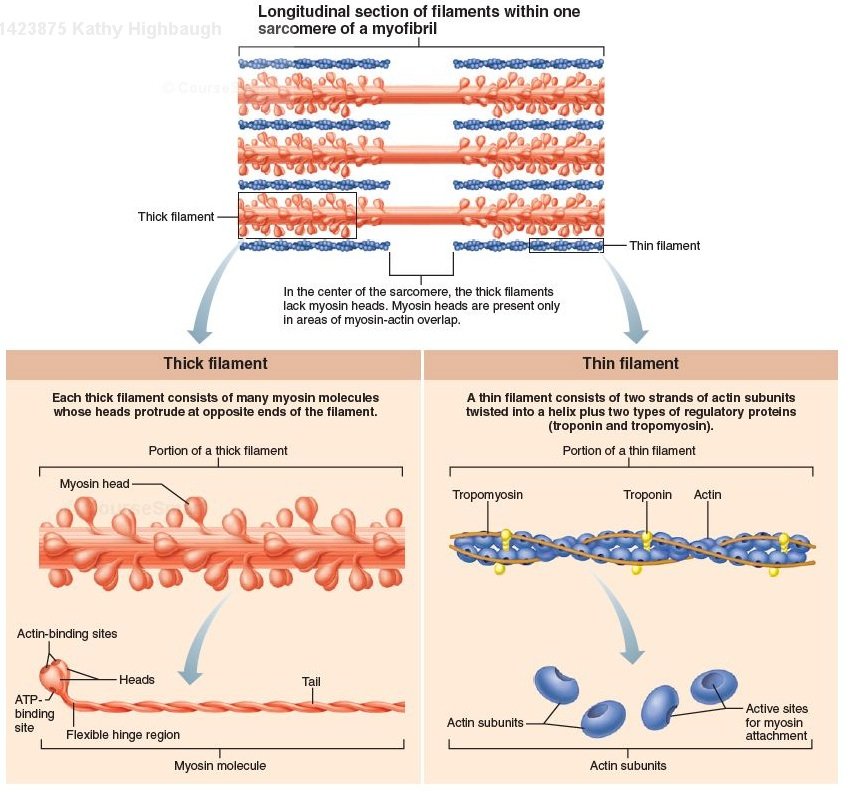 Longitudinal section of filaments within one
sarcomere of a myofibril
1423875 Kathy Highbaugh
Thick filament
Thin filament
In the center of the sarcomere, the thick filaments
lack myosin heads. Myosin heads are present only
in areas of myosin-actin overlap.
Thick filament
Each thick filament consists of many myosin molecules
whose heads protrude at opposite ends of the filament.
Portion of a thick filament
Myosin head
Actin-binding sites
Heads
Tail
ATP-
binding
site
Flexible hinge region
Myosin molecule
Thin filament
A thin filament consists of two strands of actin subunits
twisted into a helix plus two types of regulatory proteins
(troponin and tropomyosin).
Portion of a thin filament
Tropomyosin
Troponin
Actin
Actin subunits
Active sites
for myosin
attachment
Actin subunits